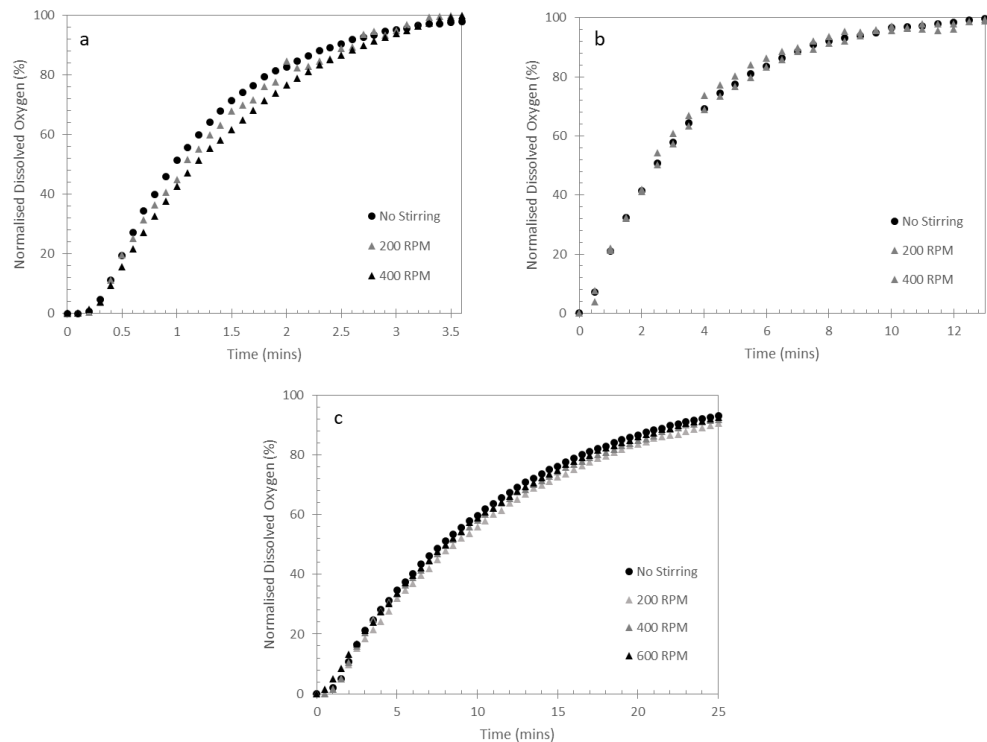 a
100
80
60
40
20
0
Normalised Dissolved Oxygen (%)
No Stirring
200 RPM
400 RPM
0 0.5 1 1.5 2 2.5 3 3.5
Time (mins)
b
100
80
60
40
20
0
Normalised Dissolved Oxygen (%)
No Stirring
200 RPM
400 RPM
0 2 4 6 8 10 12
Time (mins)
c
100
80
60
40
20
0
Normalised Dissolved Oxygen (%)
No Stirring
200 RPM
400 RPM
600 RPM
0 5 10 15 20 25
Time (mins)